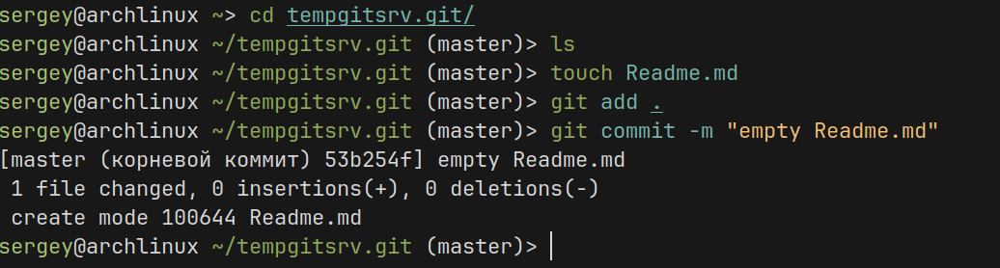 sergey@archlinux ~> cd tempgitsrv.git/
sergey@archlinux ~/tempgitsrv.git (master)> ls
sergey@archlinux ~/tempgitsrv.git (master)> touch Readme.md
sergey@archlinux ~/tempgitsrv.git (master)> git add .
sergey@archlinux ~/tempgitsrv.git (master)> git commit -m "empty Readme.md"
[master (корневой коммит) 53b254f] empty Readme.md
 1 file changed, 0 insertions(+), 0 deletions(-)
 create mode 100644 Readme.md
sergey@archlinux ~/tempgitsrv.git (master)>